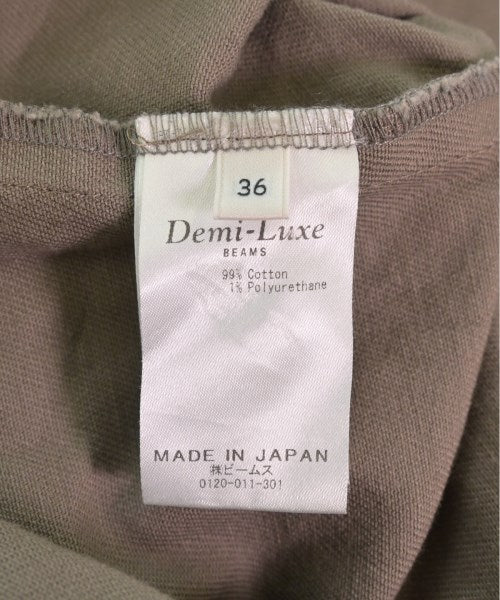 36
Demi-Luxe
BEAMS
99% Cotton
1% Polyurethane
MADE IN JAPAN
㈱ビームス
0120-011-301